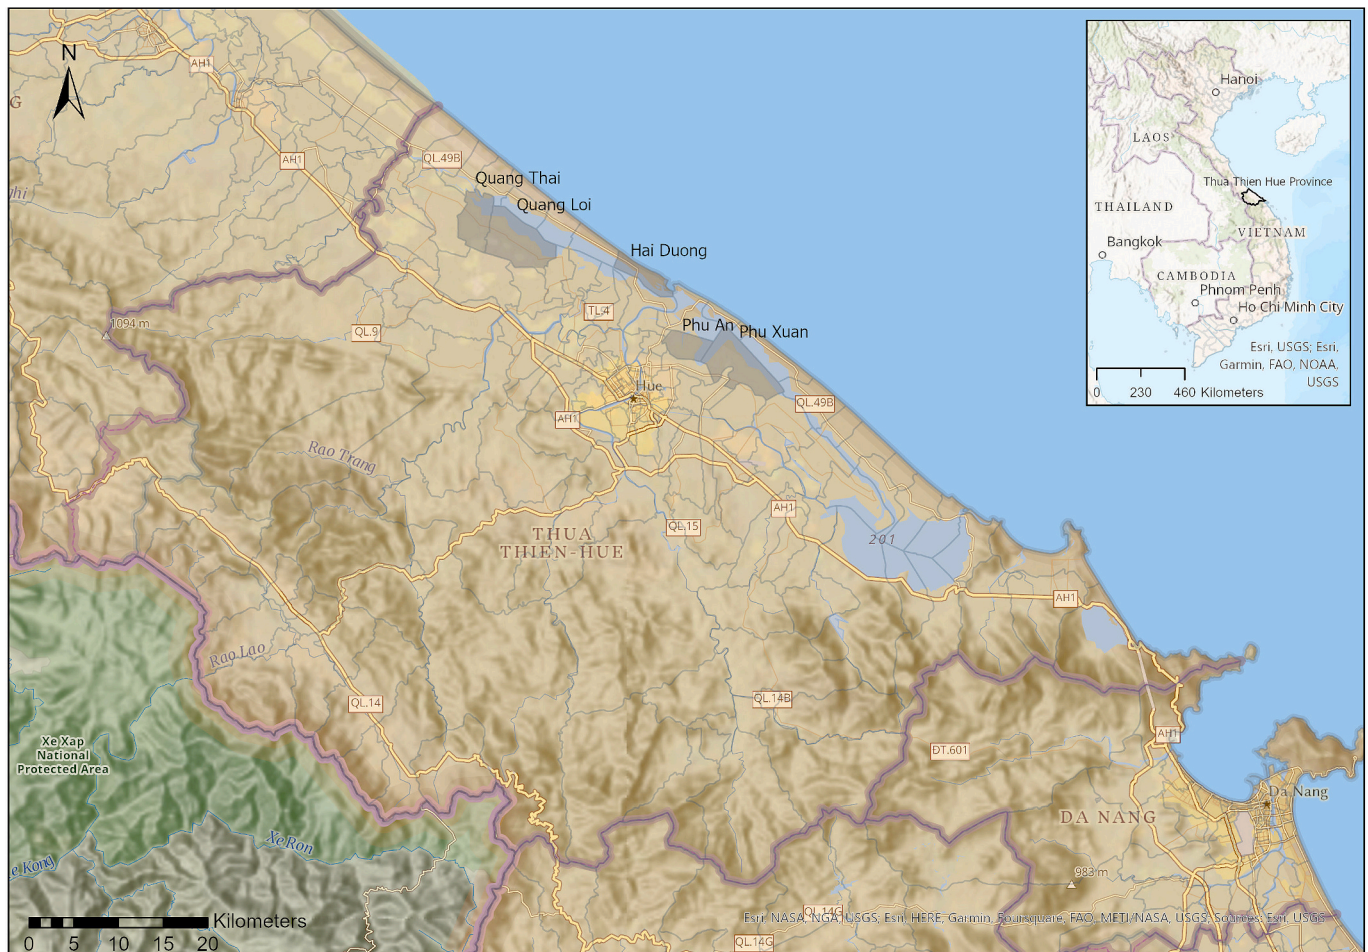 N
AH1
G
AH1
QL.49B
Quang Thai
Quang Loi
Hai Duong
TL.4
Phu An
Phu Xuan
1094 m
QL.9
Hue
QL.49B
AH1
Rao Trang
AH1
QL.15
THUA
THIEN-HUE
201
AH1
Rao Lao
QL.14
QL.14B
AH1
Xe Xap
National
Protected Area
ĐT.601
Da Nang
DA NANG
Xe Ron
e Kong
983 m
Kilometers
0 5 10 15 20
QL.14G
Esri, NASA, NGA, USGS; Esri, HERE, Garmin, Foursquare, FAO, METI/NASA, USGS; Sources: Esri, USGS
QL.14G
Hanoi
LAOS
Thua Thien Hue Province
THAILAND
VIETNAM
Bangkok
CAMBODIA
Phnom Penh
Ho Chi Minh City
Esri, USGS; Esri,
Garmin, FAO, NOAA,
USGS
0 230 460 Kilometers